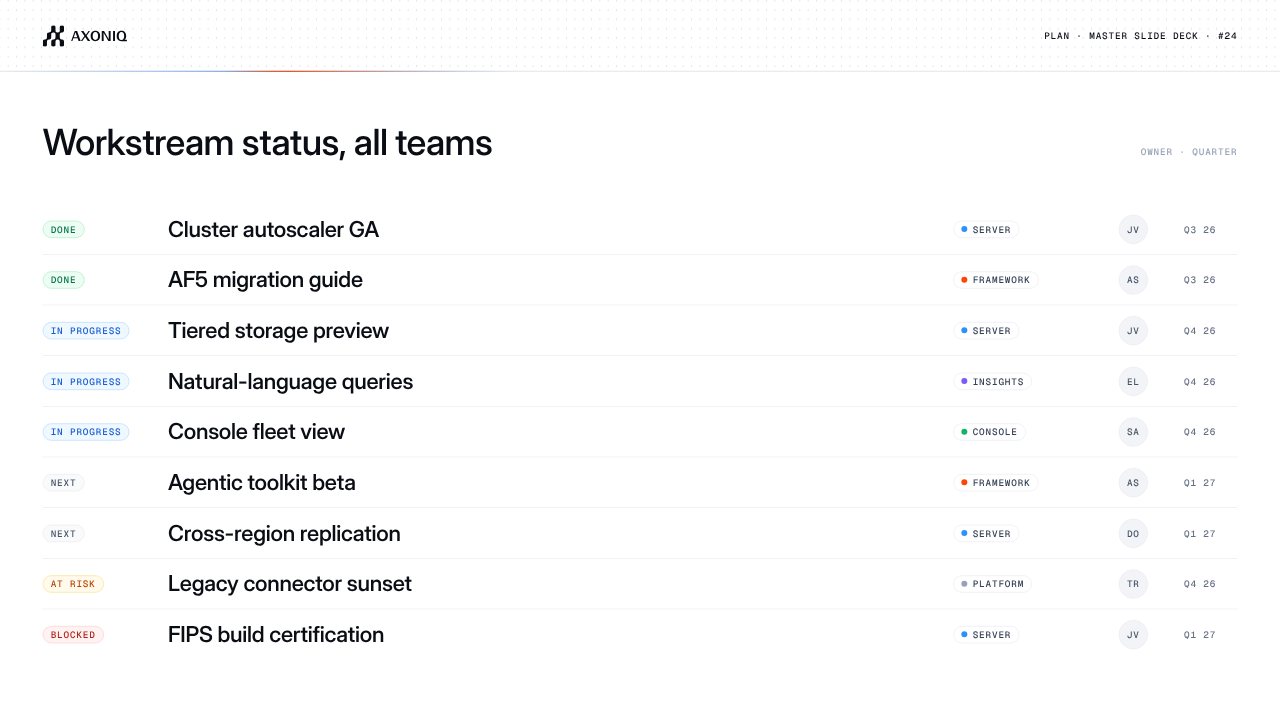 AXONIQ
PLAN · MASTER SLIDE DECK · #24
Workstream status, all teams
OWNER · QUARTER
DONE Cluster autoscaler GA SERVER JV Q3 26
DONE AF5 migration guide FRAMEWORK AS Q3 26
IN PROGRESS Tiered storage preview SERVER JV Q4 26
IN PROGRESS Natural-language queries INSIGHTS EL Q4 26
IN PROGRESS Console fleet view CONSOLE SA Q4 26
NEXT Agentic toolkit beta FRAMEWORK AS Q1 27
NEXT Cross-region replication SERVER DO Q1 27
AT RISK Legacy connector sunset PLATFORM TR Q4 26
BLOCKED FIPS build certification SERVER JV Q1 27